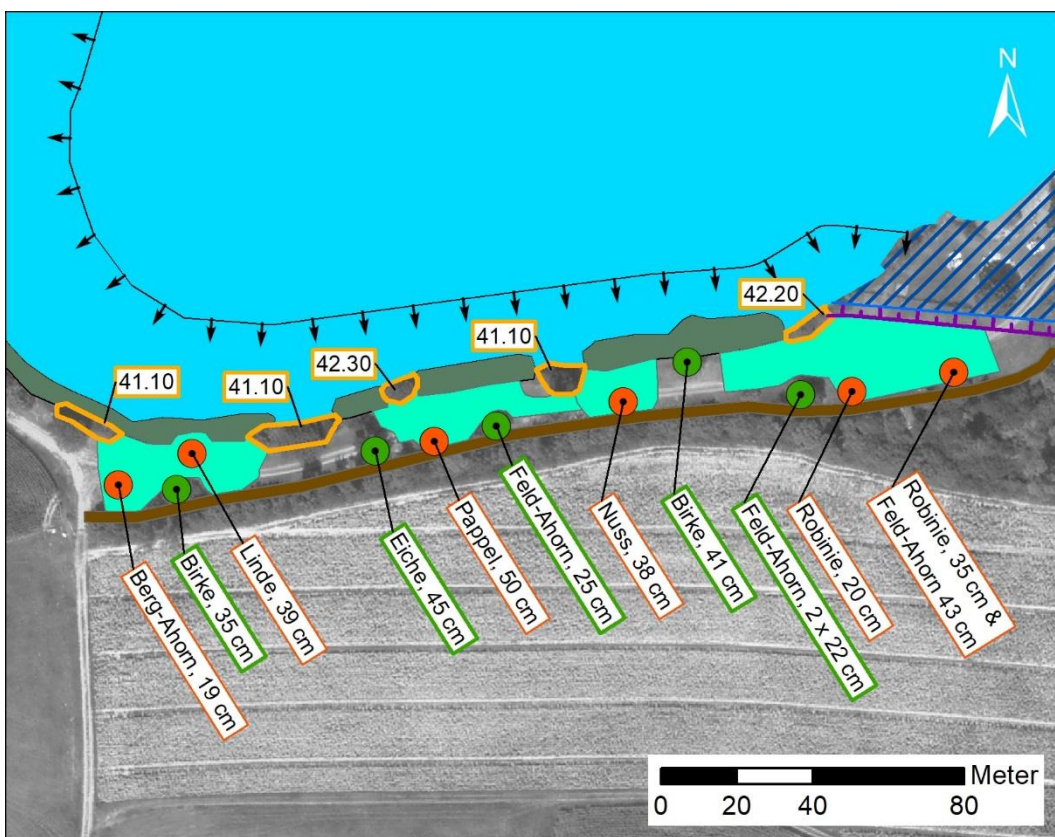 N
42.20
41.10
42.30
41.10
41.10
Berg-Ahorn, 19 cm
Birke, 35 cm
Linde, 39 cm
Eiche, 45 cm
Pappel, 50 cm
Feld-Ahorn, 25 cm
Nuss, 38 cm
Birke, 41 cm
Feld-Ahorn, 2 x 22 cm
Robinie, 20 cm
Robinie, 35 cm &
Feld-Ahorn 43 cm
Meter
0 20 40 80